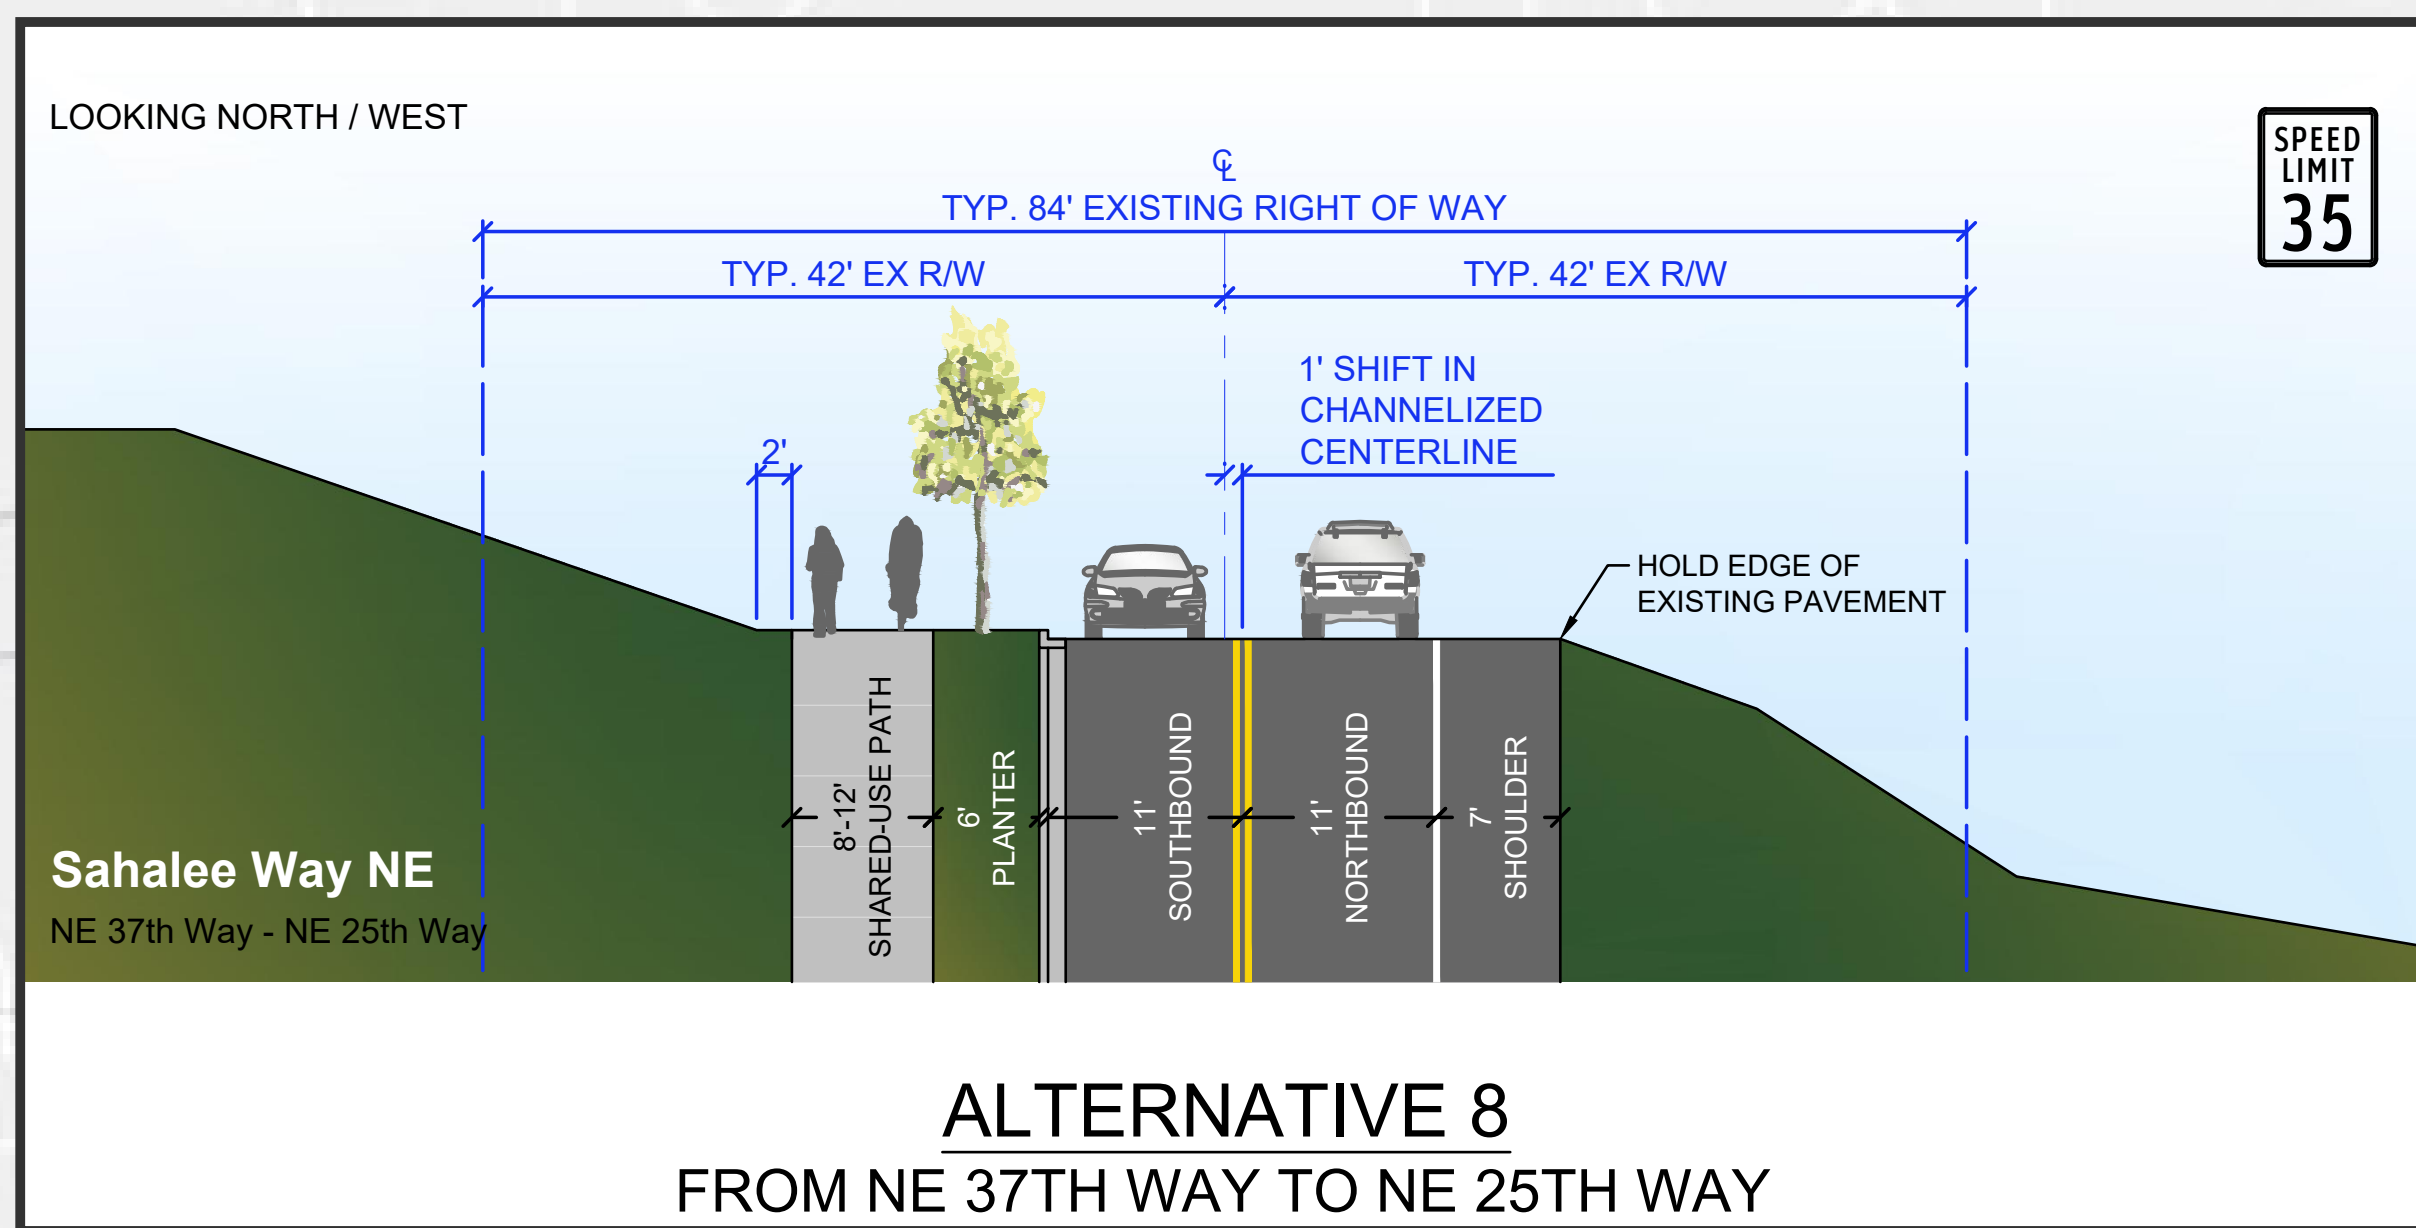 LOOKING NORTH / WEST
SPEED
LIMIT
35
℄
TYP. 84' EXISTING RIGHT OF WAY
TYP. 42' EX R/W
TYP. 42' EX R/W
1' SHIFT IN
CHANNELIZED
CENTERLINE
2'
HOLD EDGE OF
EXISTING PAVEMENT
8'-12'
SHARED-USE PATH
6'
PLANTER
11'
SOUTHBOUND
11'
NORTHBOUND
7'
SHOULDER
Sahalee Way NE
NE 37th Way - NE 25th Way
ALTERNATIVE 8
FROM NE 37TH WAY TO NE 25TH WAY